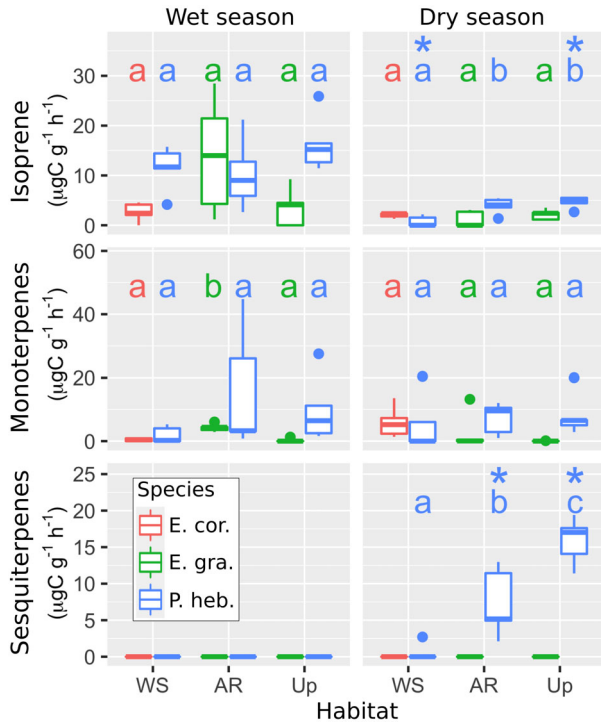 Wet season Dry season
* *
a a a a a a a a a b a b
30
20
10
0
Isoprene
(µgC g⁻¹ h⁻¹)
a a b a a a a a a a a a
60
40
20
0
Monoterpenes
(µgC g⁻¹ h⁻¹)
* *
a b c
25
20
15
10
5
0
Sesquiterpenes
(µgC g⁻¹ h⁻¹)
Species
E. cor.
E. gra.
P. heb.
WS AR Up WS AR Up
Habitat